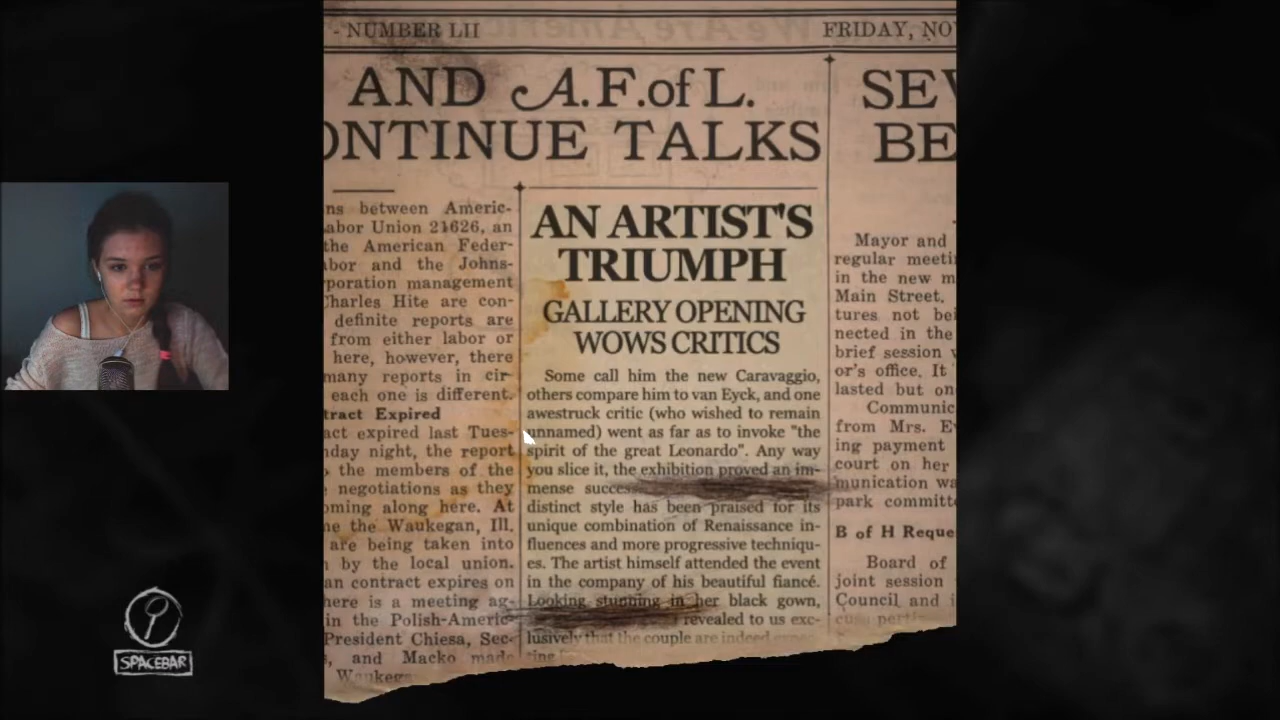 - NUMBER LII
FRIDAY, NO
AND A.F.of L.
ONTINUE TALKS
SEV
BE
ns between Americ-
abor Union 21626, an
the American Feder-
abor and the Johns-
poration management
Charles Hite are con-
definite reports are
from either labor or
here, however, there
many reports in cir-
each one is different.
tract Expired
act expired last Tues-
day night, the report
the members of the
negotiations as they
oming along here. At
ne the Waukegan, Ill.
are being taken into
by the local union.
an contract expires on
here is a meeting ag-
in the Polish-Americ-
President Chiesa, Sec-
, and Macko made
Waukega
AN ARTIST'S
TRIUMPH
GALLERY OPENING
WOWS CRITICS
Some call him the new Caravaggio,
others compare him to van Eyck, and one
awestruck critic (who wished to remain
unnamed) went as far as to invoke "the
spirit of the great Leonardo". Any way
you slice it, the exhibition proved an im-
mense succes
distinct style has been praised for its
unique combination of Renaissance in-
fluences and more progressive techniqu-
es. The artist himself attended the event
in the company of his beautiful fiancé.
Looking stunning in her black gown,
revealed to us exc-
lusively that the couple are indeed expec-
ting
Mayor and
regular meeti
in the new m
Main Street.
tures not bei
nected in the
brief session
or's office. It
lasted but on
Communic
from Mrs. Ev
ing payment
court on her
munication wa
park committe
B of H Reque
Board of
joint session
Council, and i
SPACEBAR